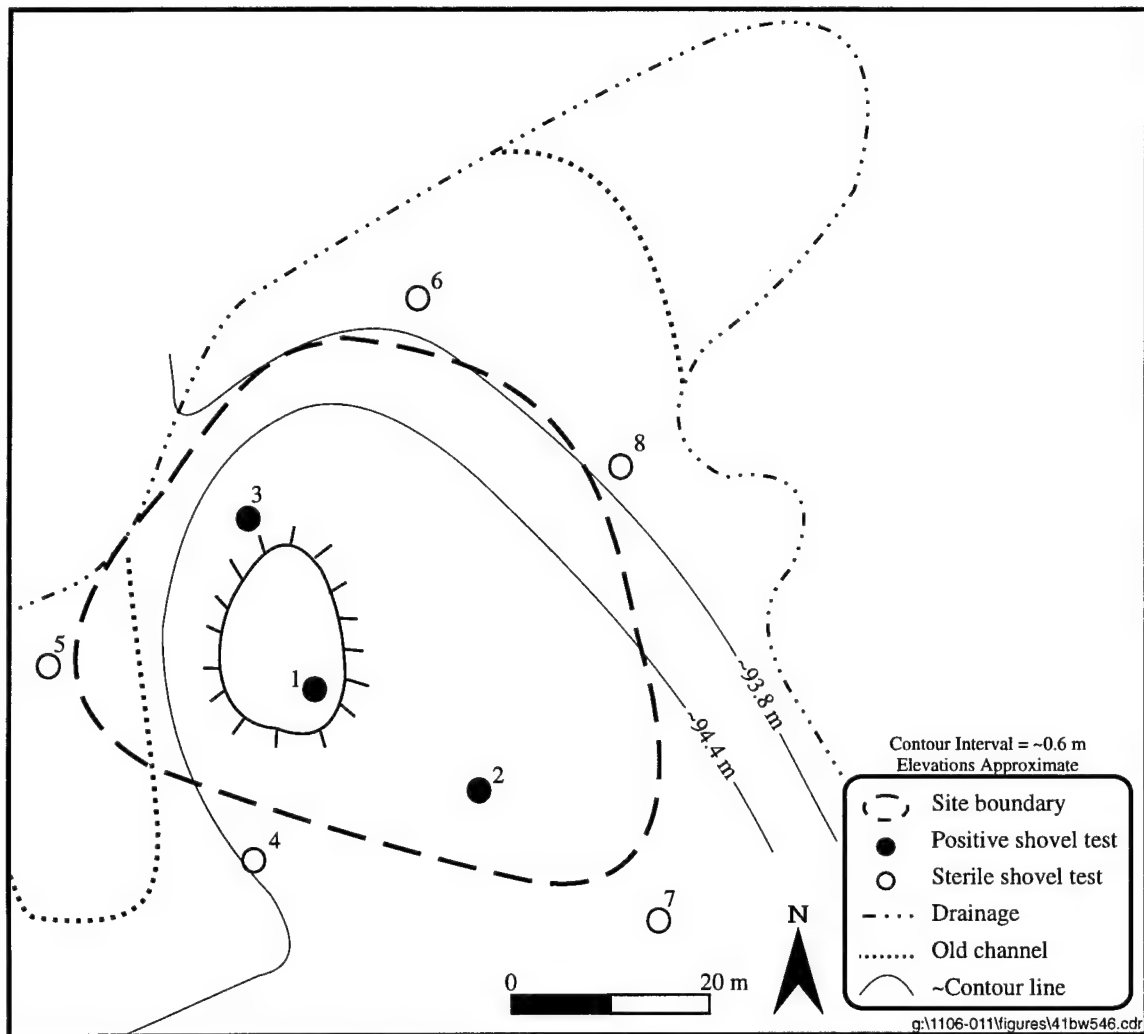 6
8
3
5
1
2
4
7
~93.8 m
~94.4 m
N
0 20 m
Contour Interval = ~0.6 m
Elevations Approximate
Site boundary
Positive shovel test
Sterile shovel test
Drainage
Old channel
~Contour line
g:\1106-011\figures\41bw546.cdr